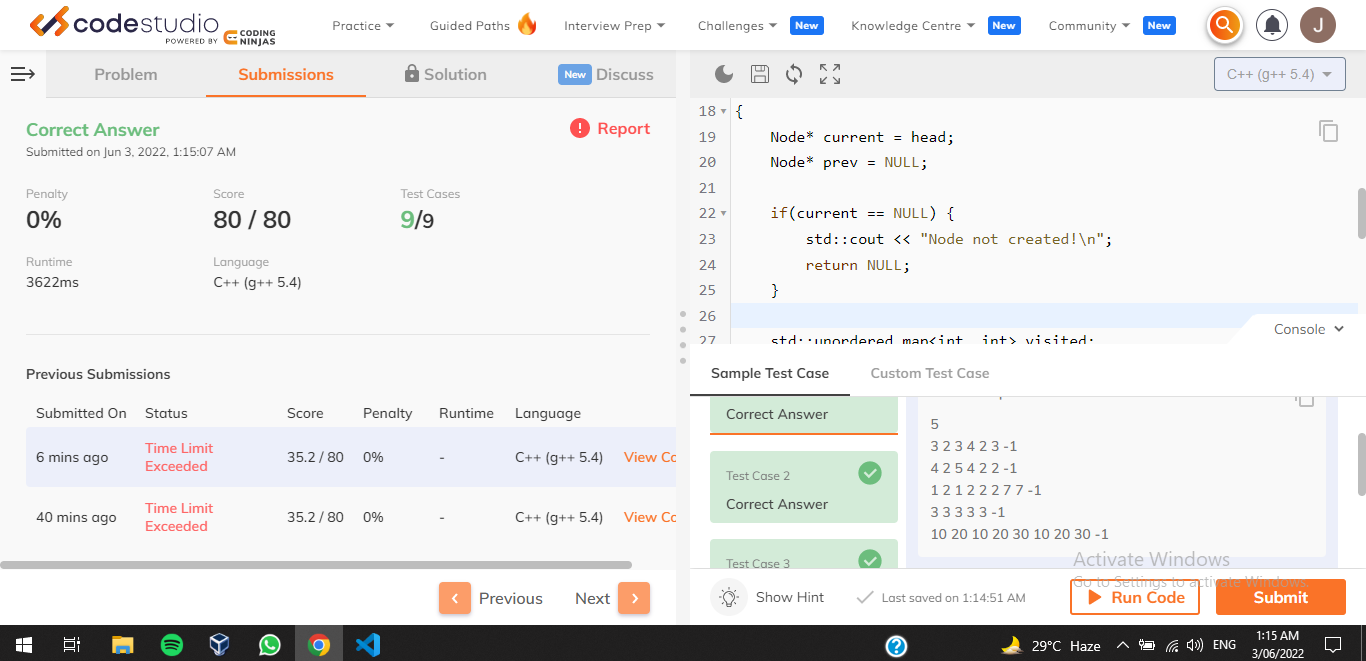 codestudio
POWERED BY CODING NINJAS
Practice
Guided Paths
Interview Prep
Challenges New
Knowledge Centre New
Community New
J
Problem
Submissions
Solution
New Discuss
C++ (g++ 5.4)
Correct Answer
Report
Submitted on Jun 3, 2022, 1:15:07 AM
Penalty
Score
Test Cases
0%
80 / 80
9/9
Runtime
Language
3622ms
C++ (g++ 5.4)
Previous Submissions
Submitted On Status Score Penalty Runtime Language
6 mins ago Time Limit Exceeded 35.2 / 80 0% - C++ (g++ 5.4) View Co
40 mins ago Time Limit Exceeded 35.2 / 80 0% - C++ (g++ 5.4) View Co
Previous
Next
18 {
19 Node* current = head;
20 Node* prev = NULL;
21
22 if(current == NULL) {
23 std::cout << "Node not created!\n";
24 return NULL;
25 }
26
27 std::unordered_map<int, int> visited;
Console
Sample Test Case
Custom Test Case
Correct Answer
Test Case 2
Correct Answer
Test Case 3
5
3 2 3 4 2 3 -1
4 2 5 4 2 2 -1
1 2 1 2 2 2 7 7 -1
3 3 3 3 3 -1
10 20 10 20 30 10 20 30 -1
Activate Windows
Go to Settings to activate Windows.
Show Hint
Last saved on 1:14:51 AM
Run Code
Submit
29°C Haze
ENG
1:15 AM
3/06/2022